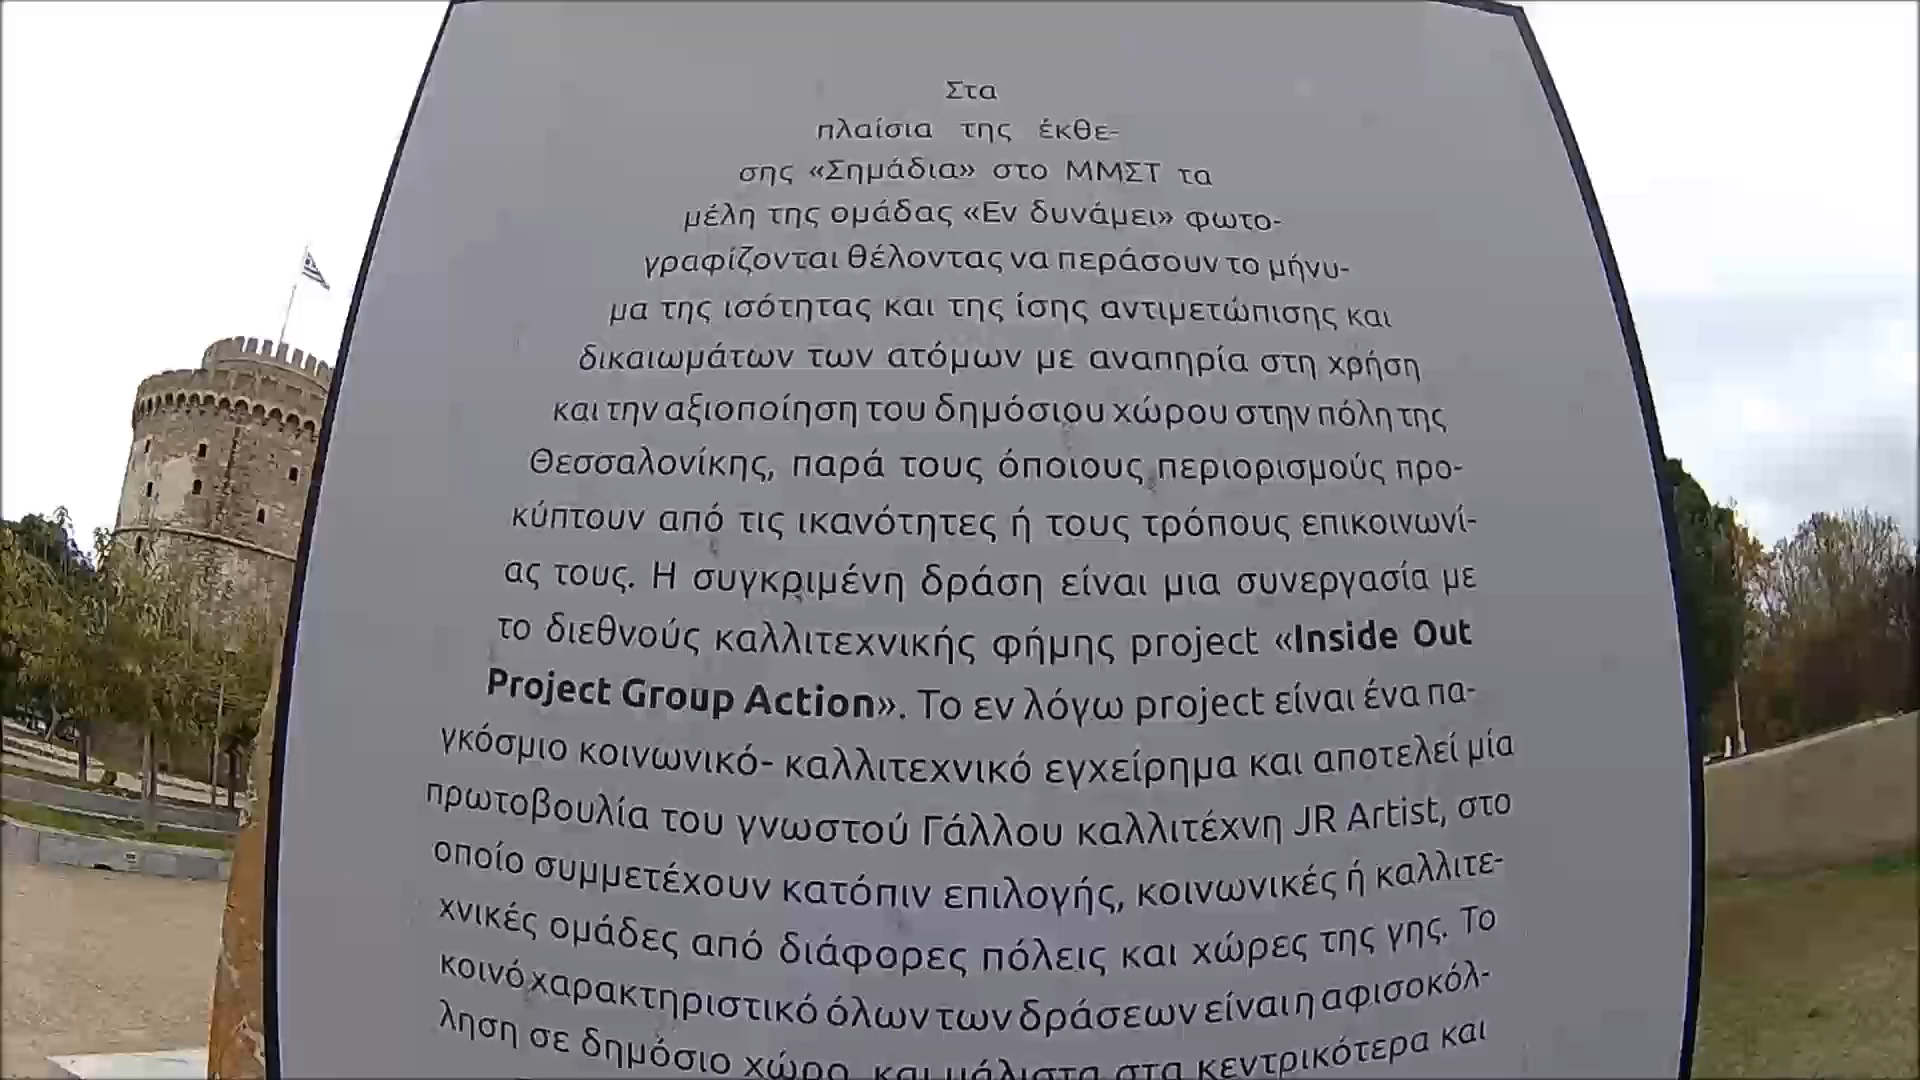 Στα
πλαίσια της έκθε-
σης «Σημάδια» στο ΜΜΣΤ τα
μέλη της ομάδας «Εν δυνάμει» φωτο-
γραφίζονται θέλοντας να περάσουν το μήνυ-
μα της ισότητας και της ίσης αντιμετώπισης και
δικαιωμάτων των ατόμων με αναπηρία στη χρήση
και την αξιοποίηση του δημόσιου χώρου στην πόλη της
Θεσσαλονίκης, παρά τους όποιους περιορισμούς προ-
κύπτουν από τις ικανότητες ή τους τρόπους επικοινωνί-
ας τους. Η συγκριμένη δράση είναι μια συνεργασία με
το διεθνούς καλλιτεχνικής φήμης project «Inside Out
Project Group Action». Το εν λόγω project είναι ένα πα-
γκόσμιο κοινωνικό- καλλιτεχνικό εγχείρημα και αποτελεί μία
πρωτοβουλία του γνωστού Γάλλου καλλιτέχνη JR Artist, στο
οποίο συμμετέχουν κατόπιν επιλογής, κοινωνικές ή καλλιτε-
χνικές ομάδες από διάφορες πόλεις και χώρες της γης. Το
κοινό χαρακτηριστικό όλων των δράσεων είναι η αφισοκόλ-
ληση σε δημόσιο χώρο, και μάλιστα στα κεντρικότερα και